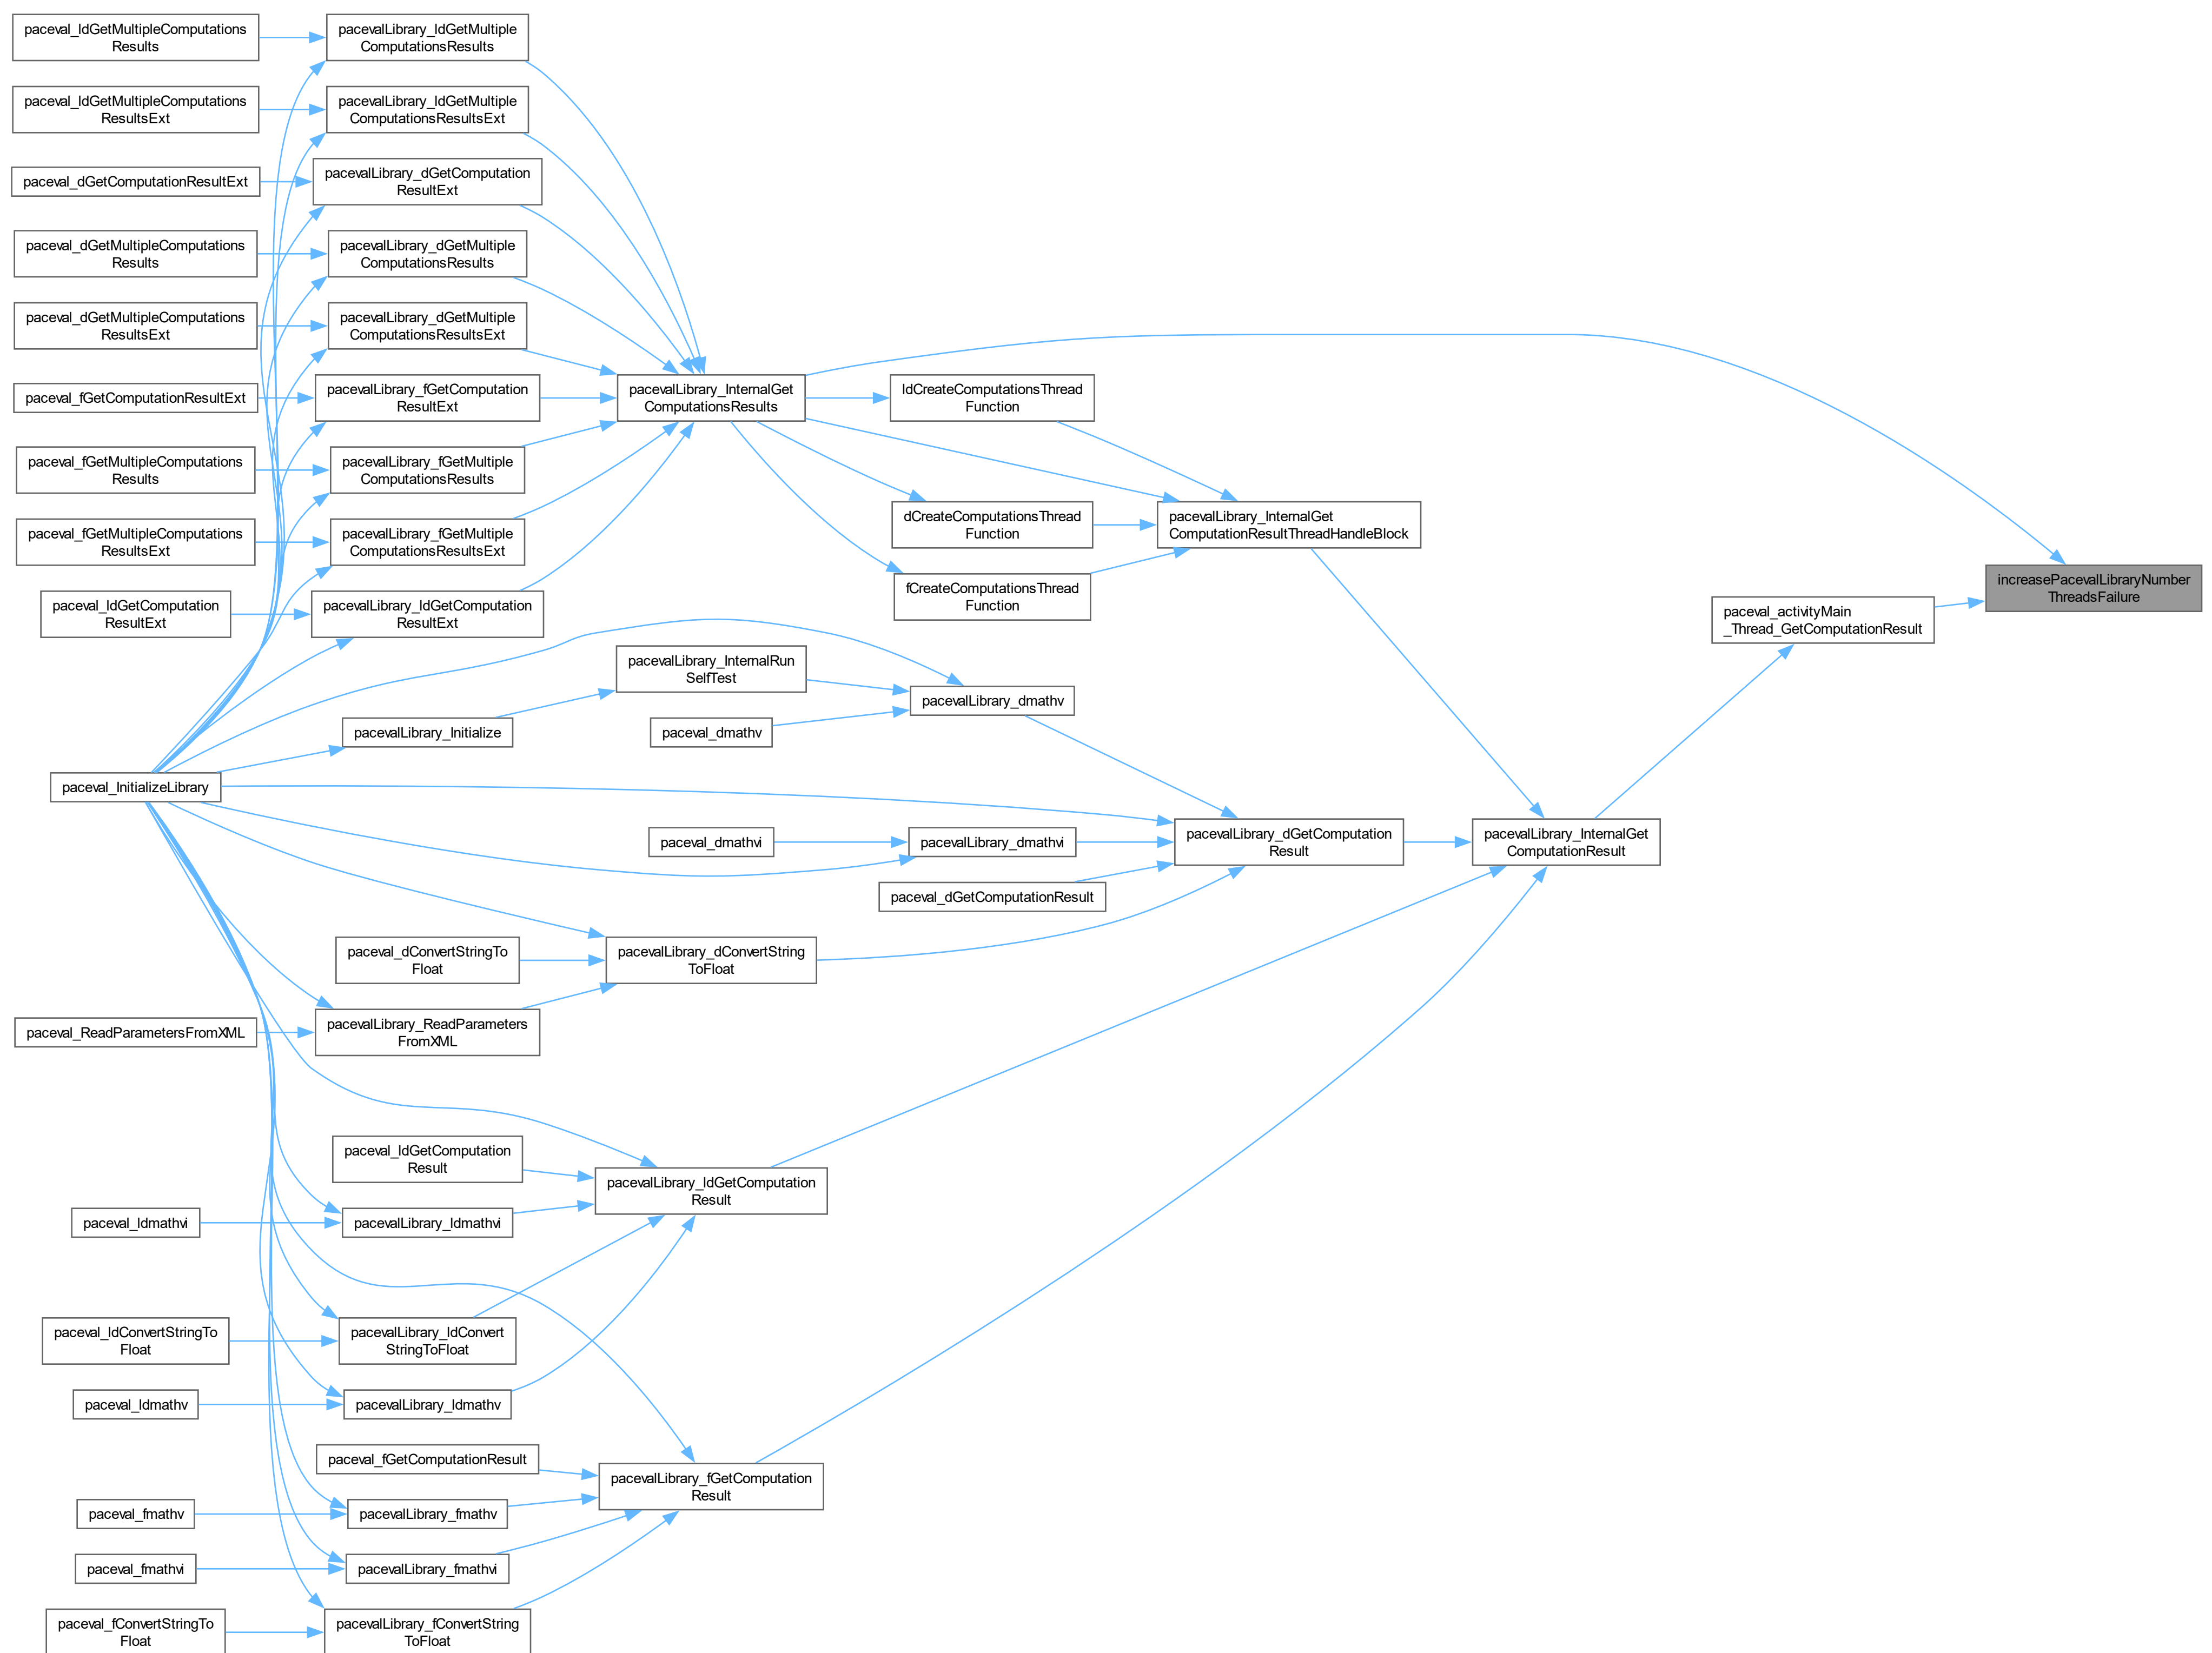 paceval_ldGetMultipleComputations
Results
pacevalLibrary_ldGetMultiple
ComputationsResults
paceval_ldGetMultipleComputations
ResultsExt
pacevalLibrary_ldGetMultiple
ComputationsResultsExt
paceval_dGetComputationResultExt
pacevalLibrary_dGetComputation
ResultExt
paceval_dGetMultipleComputations
Results
pacevalLibrary_dGetMultiple
ComputationsResults
paceval_dGetMultipleComputations
ResultsExt
pacevalLibrary_dGetMultiple
ComputationsResultsExt
paceval_fGetComputationResultExt
pacevalLibrary_fGetComputation
ResultExt
pacevalLibrary_InternalGet
ComputationsResults
ldCreateComputationsThread
Function
paceval_fGetMultipleComputations
Results
pacevalLibrary_fGetMultiple
ComputationsResults
paceval_fGetMultipleComputations
ResultsExt
pacevalLibrary_fGetMultiple
ComputationsResultsExt
dCreateComputationsThread
Function
pacevalLibrary_InternalGet
ComputationResultThreadHandleBlock
fCreateComputationsThread
Function
increasePacevalLibraryNumber
ThreadsFailure
paceval_ldGetComputation
ResultExt
pacevalLibrary_ldGetComputation
ResultExt
paceval_activityMain
_Thread_GetComputationResult
pacevalLibrary_InternalRun
SelfTest
pacevalLibrary_dmathv
pacevalLibrary_Initialize
paceval_dmathv
paceval_InitializeLibrary
paceval_dmathvi
pacevalLibrary_dmathvi
pacevalLibrary_dGetComputation
Result
pacevalLibrary_InternalGet
ComputationResult
paceval_dGetComputationResult
paceval_dConvertStringTo
Float
pacevalLibrary_dConvertString
ToFloat
paceval_ReadParametersFromXML
pacevalLibrary_ReadParameters
FromXML
paceval_ldGetComputation
Result
pacevalLibrary_ldGetComputation
Result
paceval_ldmathvi
pacevalLibrary_ldmathvi
paceval_ldConvertStringTo
Float
pacevalLibrary_ldConvert
StringToFloat
paceval_ldmathv
pacevalLibrary_ldmathv
paceval_fGetComputationResult
pacevalLibrary_fGetComputation
Result
paceval_fmathv
pacevalLibrary_fmathv
paceval_fmathvi
pacevalLibrary_fmathvi
paceval_fConvertStringTo
Float
pacevalLibrary_fConvertString
ToFloat